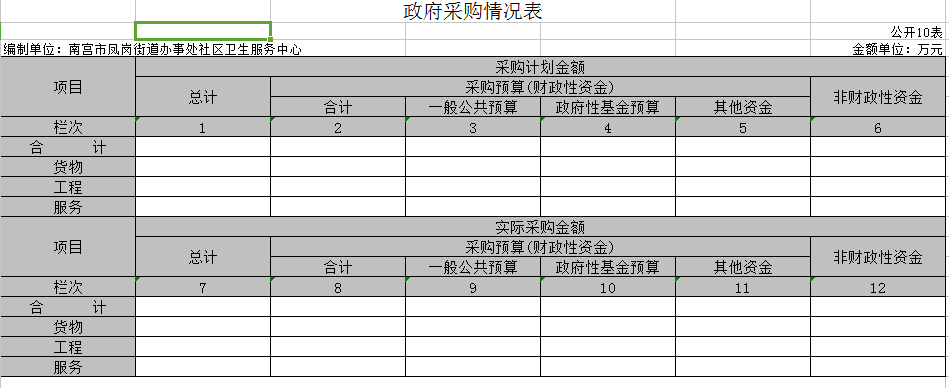 政府采购情况表
公开10表
编制单位：南宫市凤岗街道办事处社区卫生服务中心 金额单位：万元
项目 采购计划金额
总计 采购预算(财政性资金) 非财政性资金
合计 一般公共预算 政府性基金预算 其他资金
栏次 1 2 3 4 5 6
合 计
货物
工程
服务
项目 实际采购金额
总计 采购预算(财政性资金) 非财政性资金
合计 一般公共预算 政府性基金预算 其他资金
栏次 7 8 9 10 11 12
合 计
货物
工程
服务